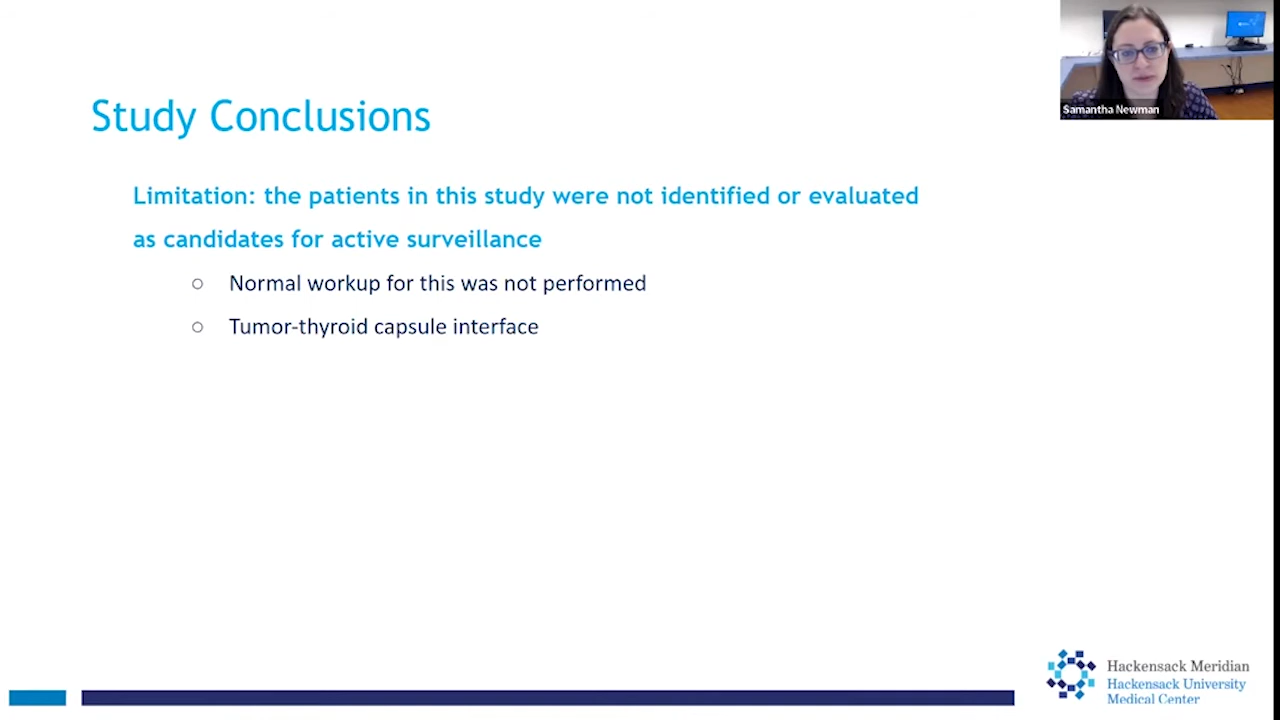 Samantha Newman
Study Conclusions
Limitation: the patients in this study were not identified or evaluated
as candidates for active surveillance
○ Normal workup for this was not performed
○ Tumor-thyroid capsule interface
Hackensack Meridian
Hackensack University
Medical Center